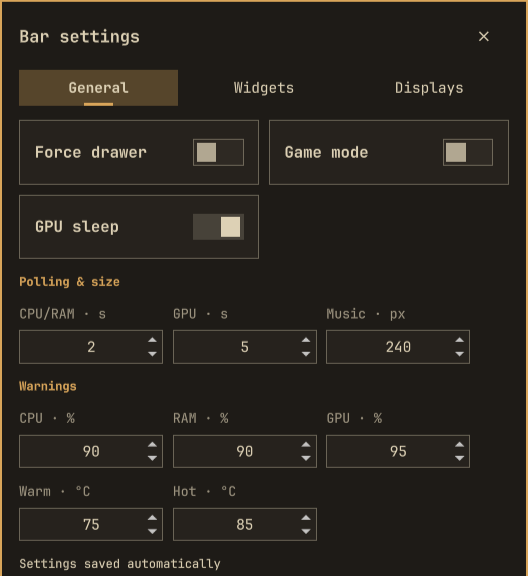 Bar settings ×
General Widgets Displays
Force drawer Game mode
GPU sleep
Polling & size
CPU/RAM · s GPU · s Music · px
2 5 240
Warnings
CPU · % RAM · % GPU · %
90 90 95
Warm · °C Hot · °C
75 85
Settings saved automatically